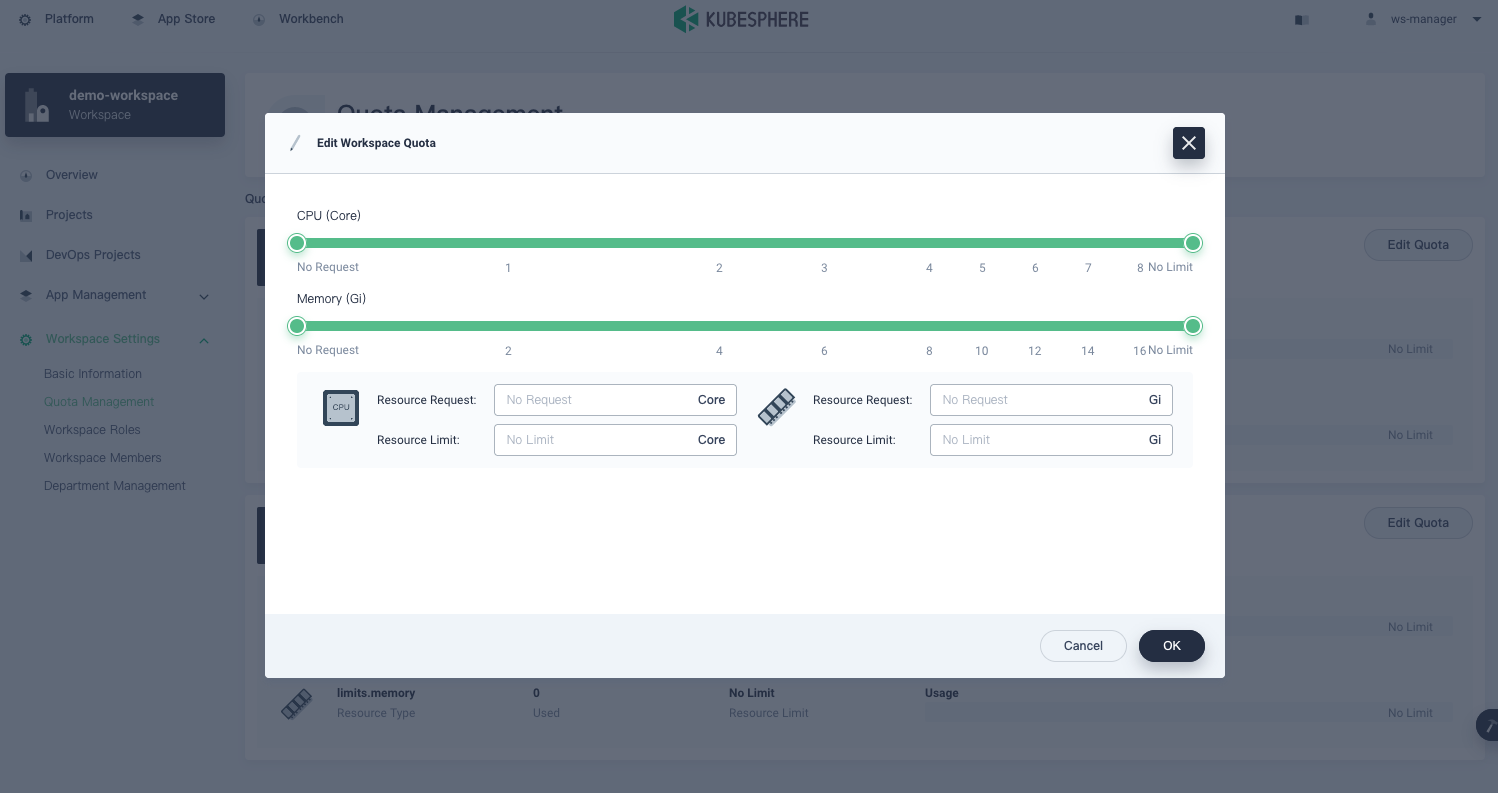 Platform
App Store
Workbench
KUBESPHERE
ws-manager
demo-workspace
Workspace
Overview
Projects
DevOps Projects
App Management
Workspace Settings
Basic Information
Quota Management
Workspace Roles
Workspace Members
Department Management
Quota Management
Edit Workspace Quota
CPU (Core)
No Request 1 2 3 4 5 6 7 8 No Limit
Memory (Gi)
No Request 2 4 6 8 10 12 14 16 No Limit
CPU
Resource Request: No Request Core
Resource Limit: No Limit Core
Resource Request: No Request Gi
Resource Limit: No Limit Gi
Cancel
OK
Edit Quota
No Limit
No Limit
Edit Quota
No Limit
limits.memory 0 No Limit Usage
Resource Type Used Resource Limit No Limit